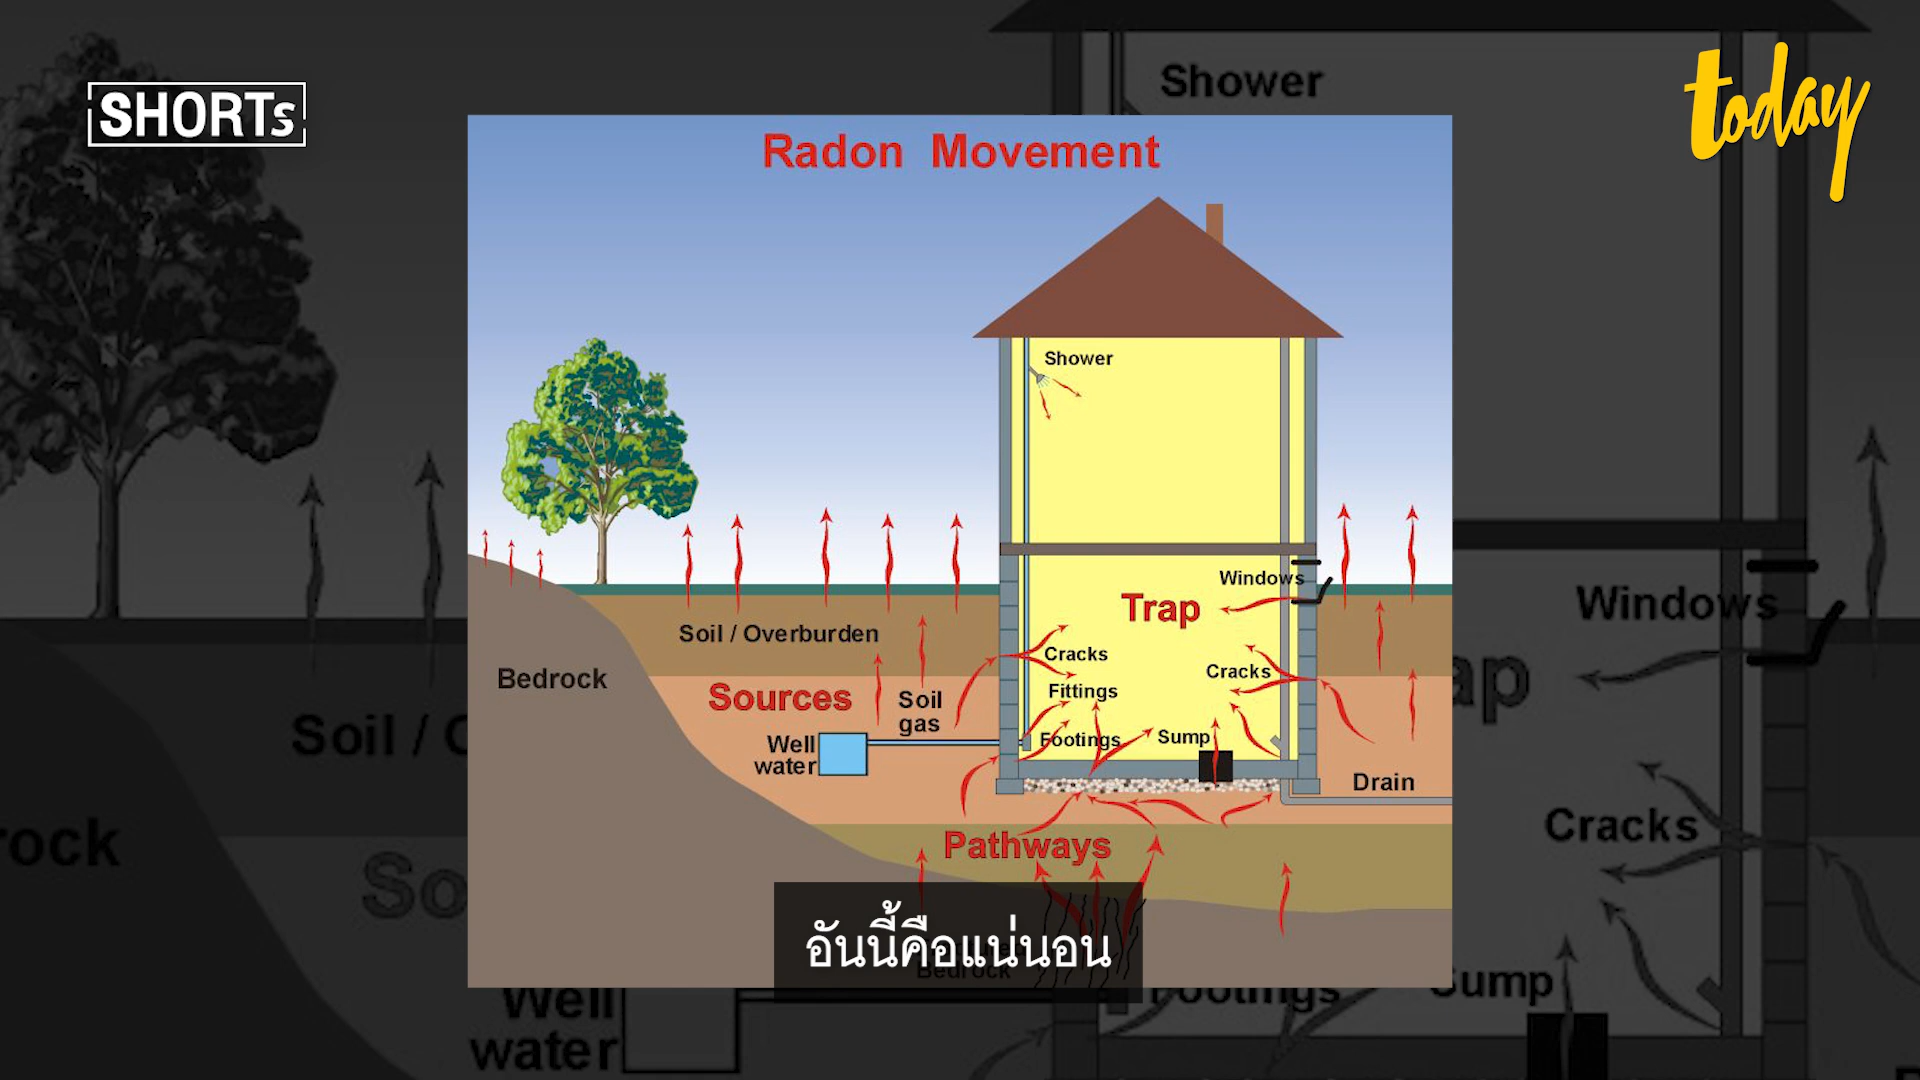 SHORTs
today
Shower
Radon Movement
Shower
Windows
Trap
Windows
Soil / Overburden
Cracks
Cracks
Bedrock
Fittings
Sources
Soil
gas
Well
water
Footings
Sump
Drain
Cracks
Pathways
อันนี้คือแน่นอน
Bedrock
Well
water
Footings
Sump